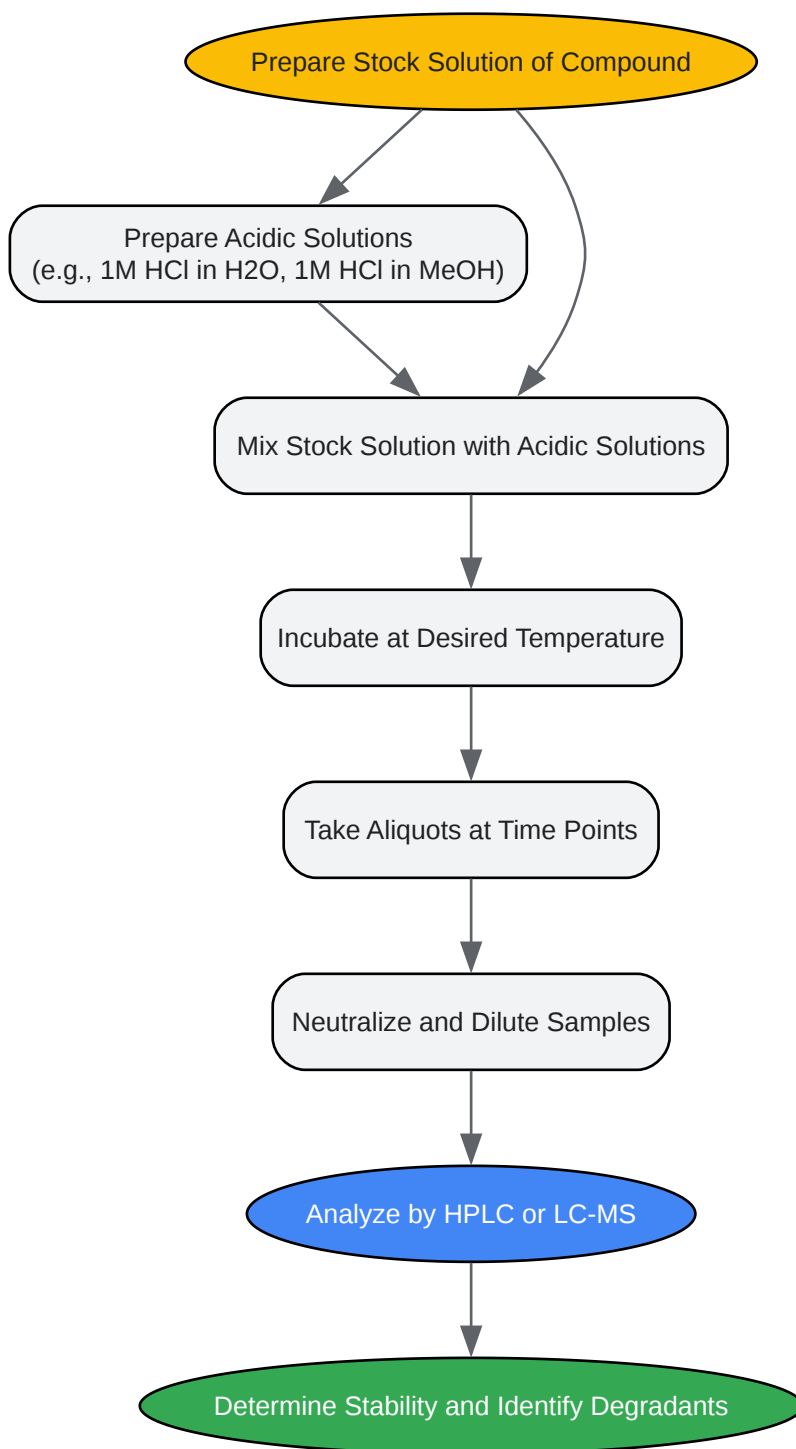 Prepare Stock Solution of Compound
Prepare Acidic Solutions
(e.g., 1M HCl in H2O, 1M HCl in MeOH)
Mix Stock Solution with Acidic Solutions
Incubate at Desired Temperature
Take Aliquots at Time Points
Neutralize and Dilute Samples
Analyze by HPLC or LC-MS
Determine Stability and Identify Degradants